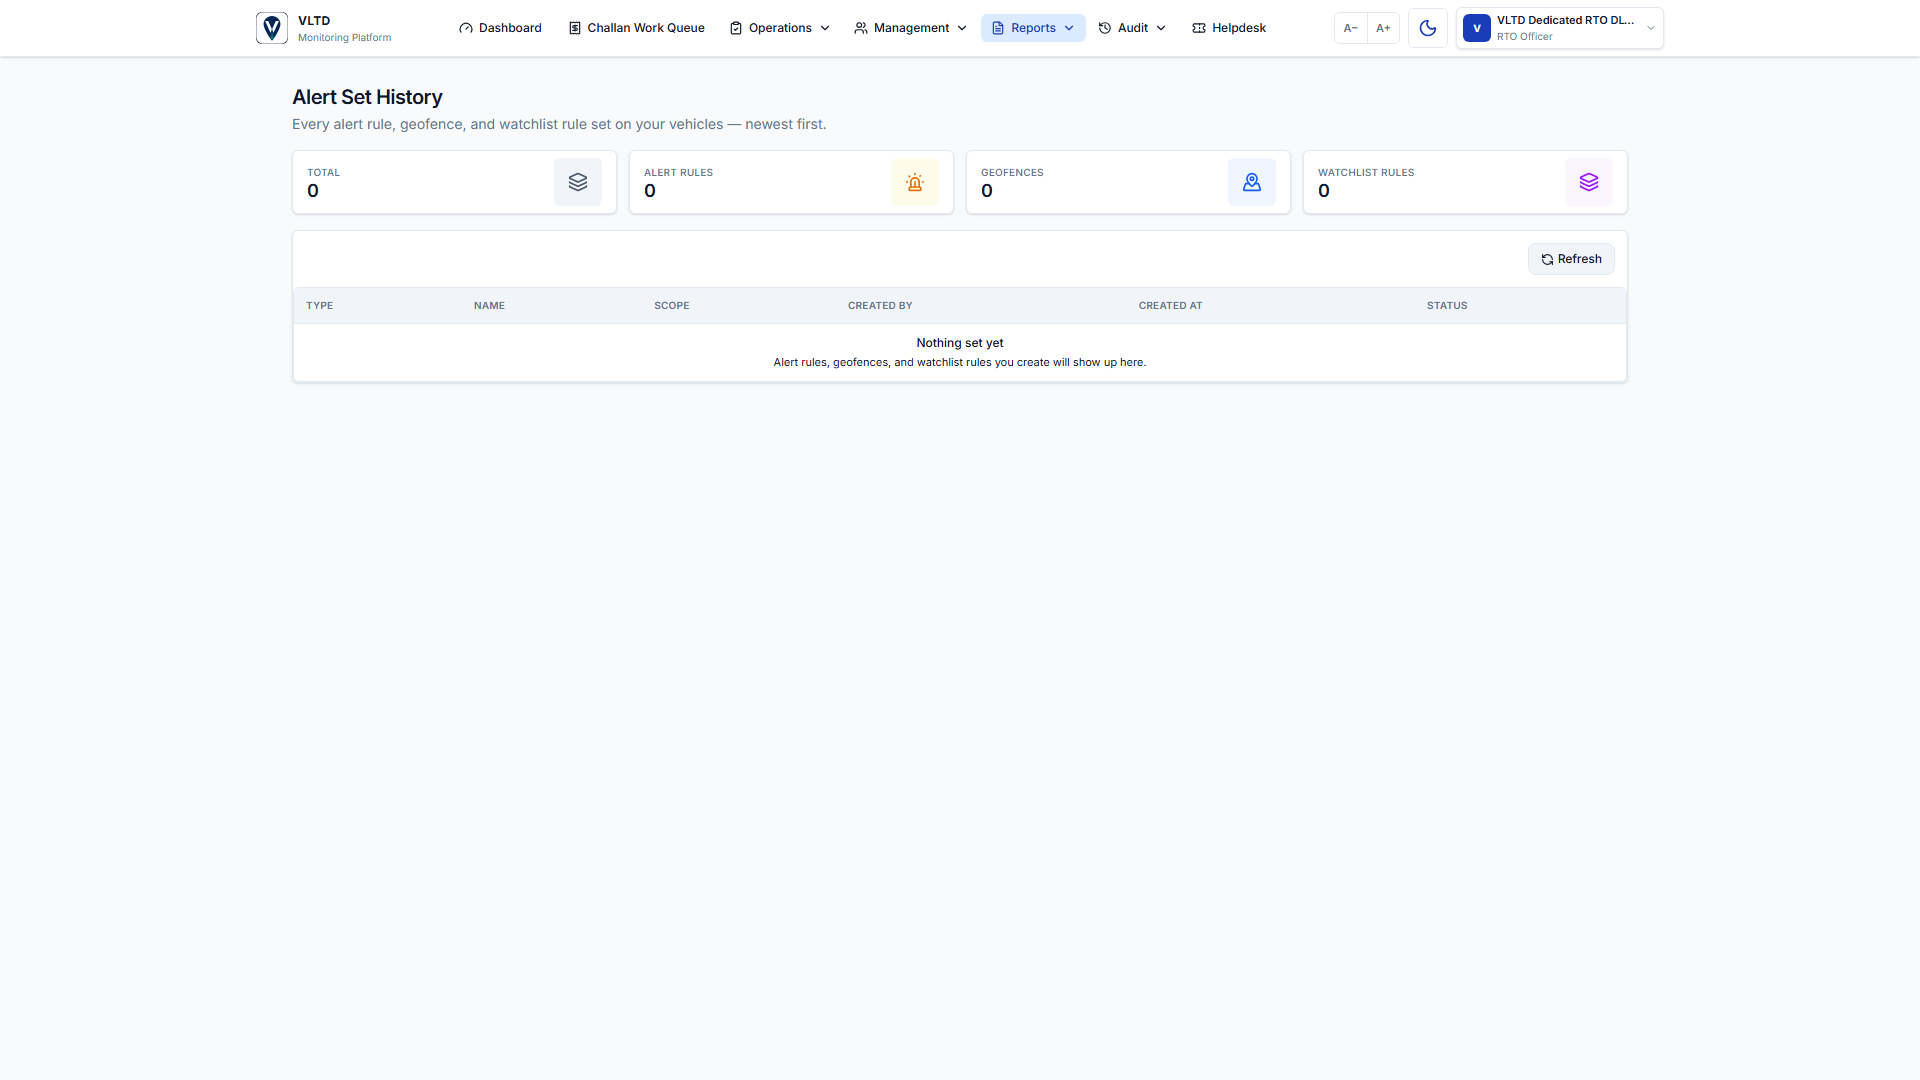 VLTD
Monitoring Platform
Dashboard
Challan Work Queue
Operations
Management
Reports
Audit
Helpdesk
A−
A+
V
VLTD Dedicated RTO DL...
RTO Officer
Alert Set History
Every alert rule, geofence, and watchlist rule set on your vehicles — newest first.
TOTAL
0
ALERT RULES
0
GEOFENCES
0
WATCHLIST RULES
0
Refresh
TYPE NAME SCOPE CREATED BY CREATED AT STATUS
Nothing set yet
Alert rules, geofences, and watchlist rules you create will show up here.